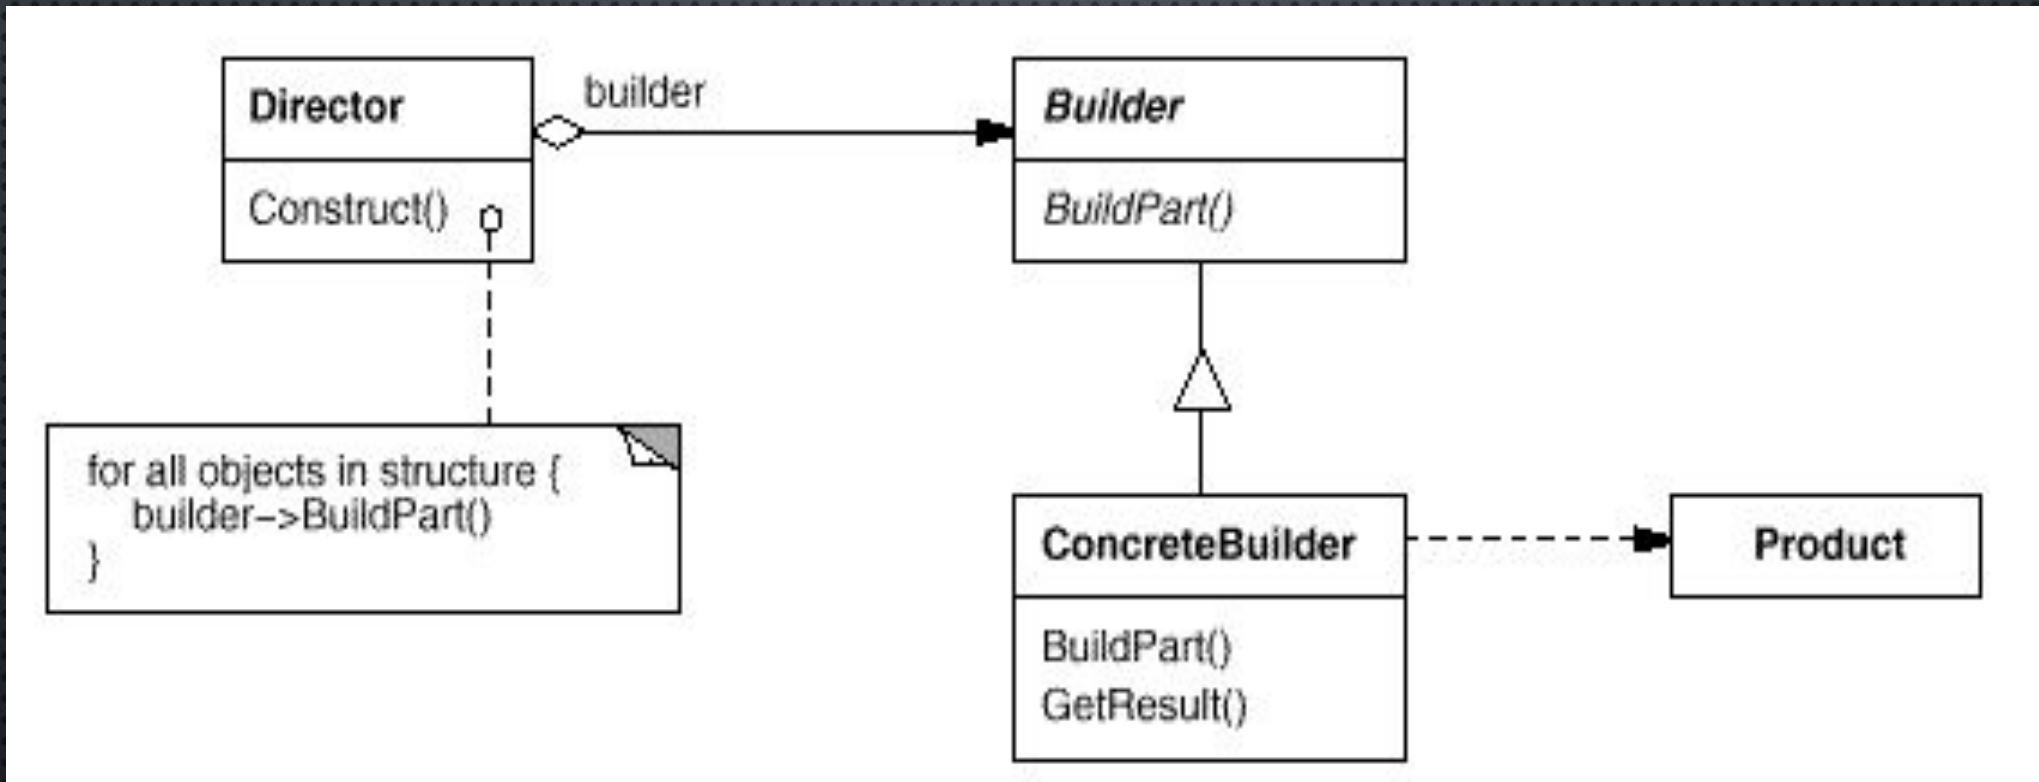 Director
Construct()
builder
Builder
BuildPart()
for all objects in structure {
builder–>BuildPart()
}
ConcreteBuilder
BuildPart()
GetResult()
Product